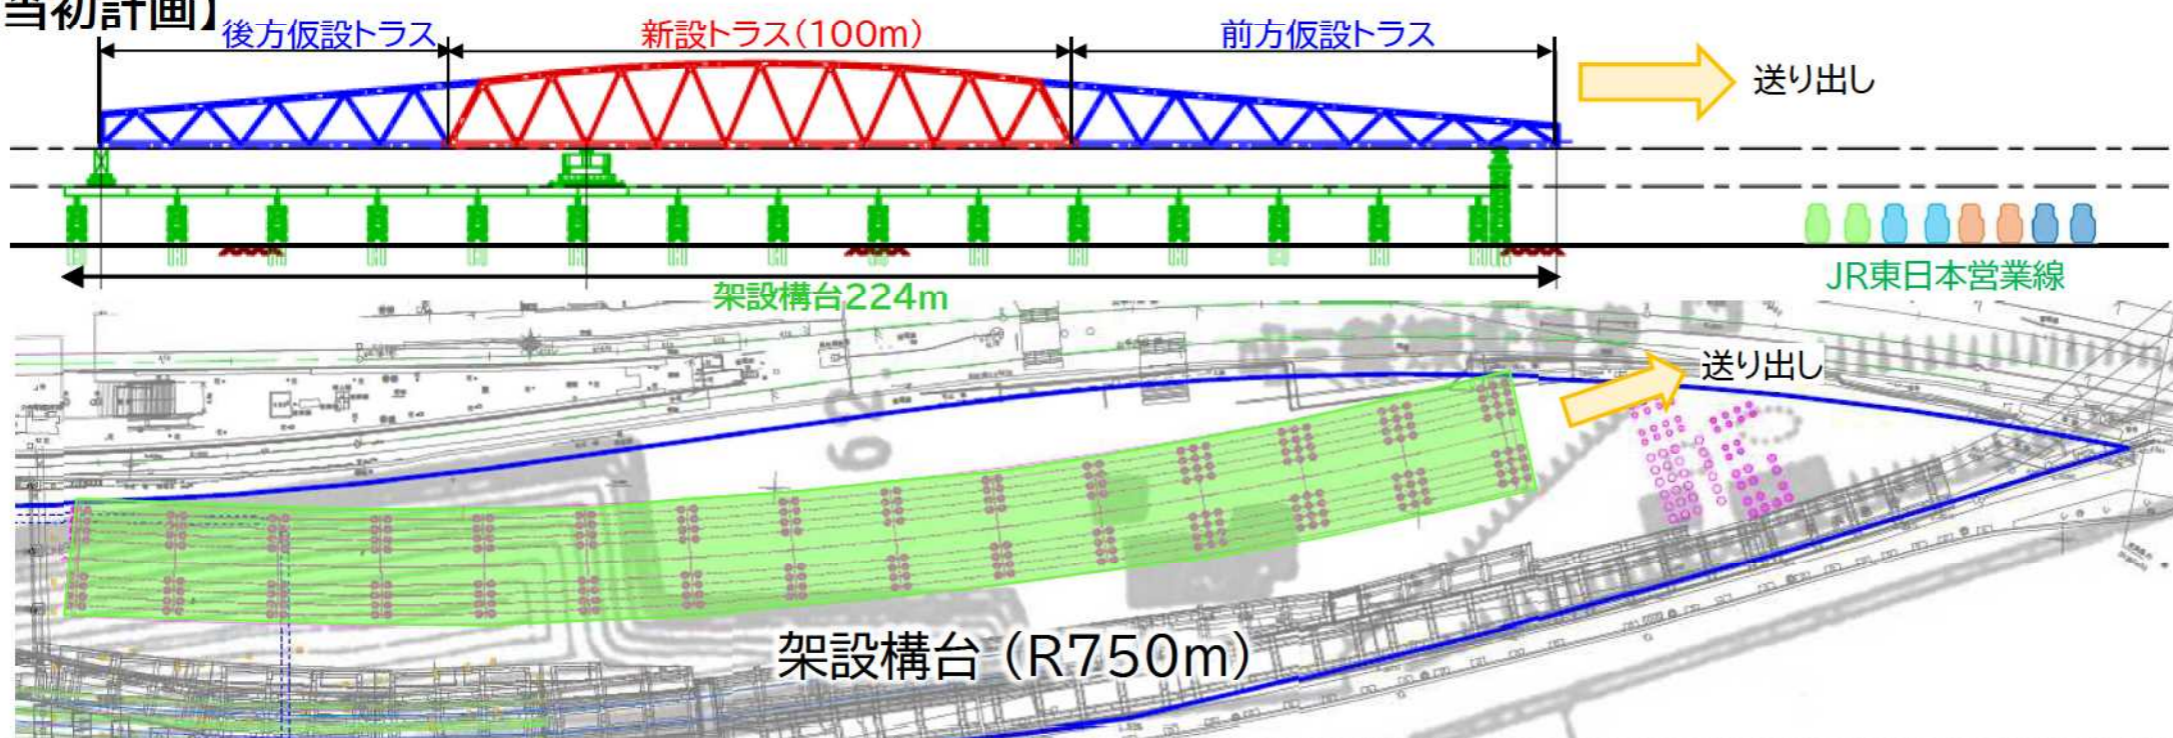 当初計画】
後方仮設トラス
新設トラス(100m)
前方仮設トラス
送り出し
JR東日本営業線
架設構台224m
送り出し
62
架設構台 (R750m)